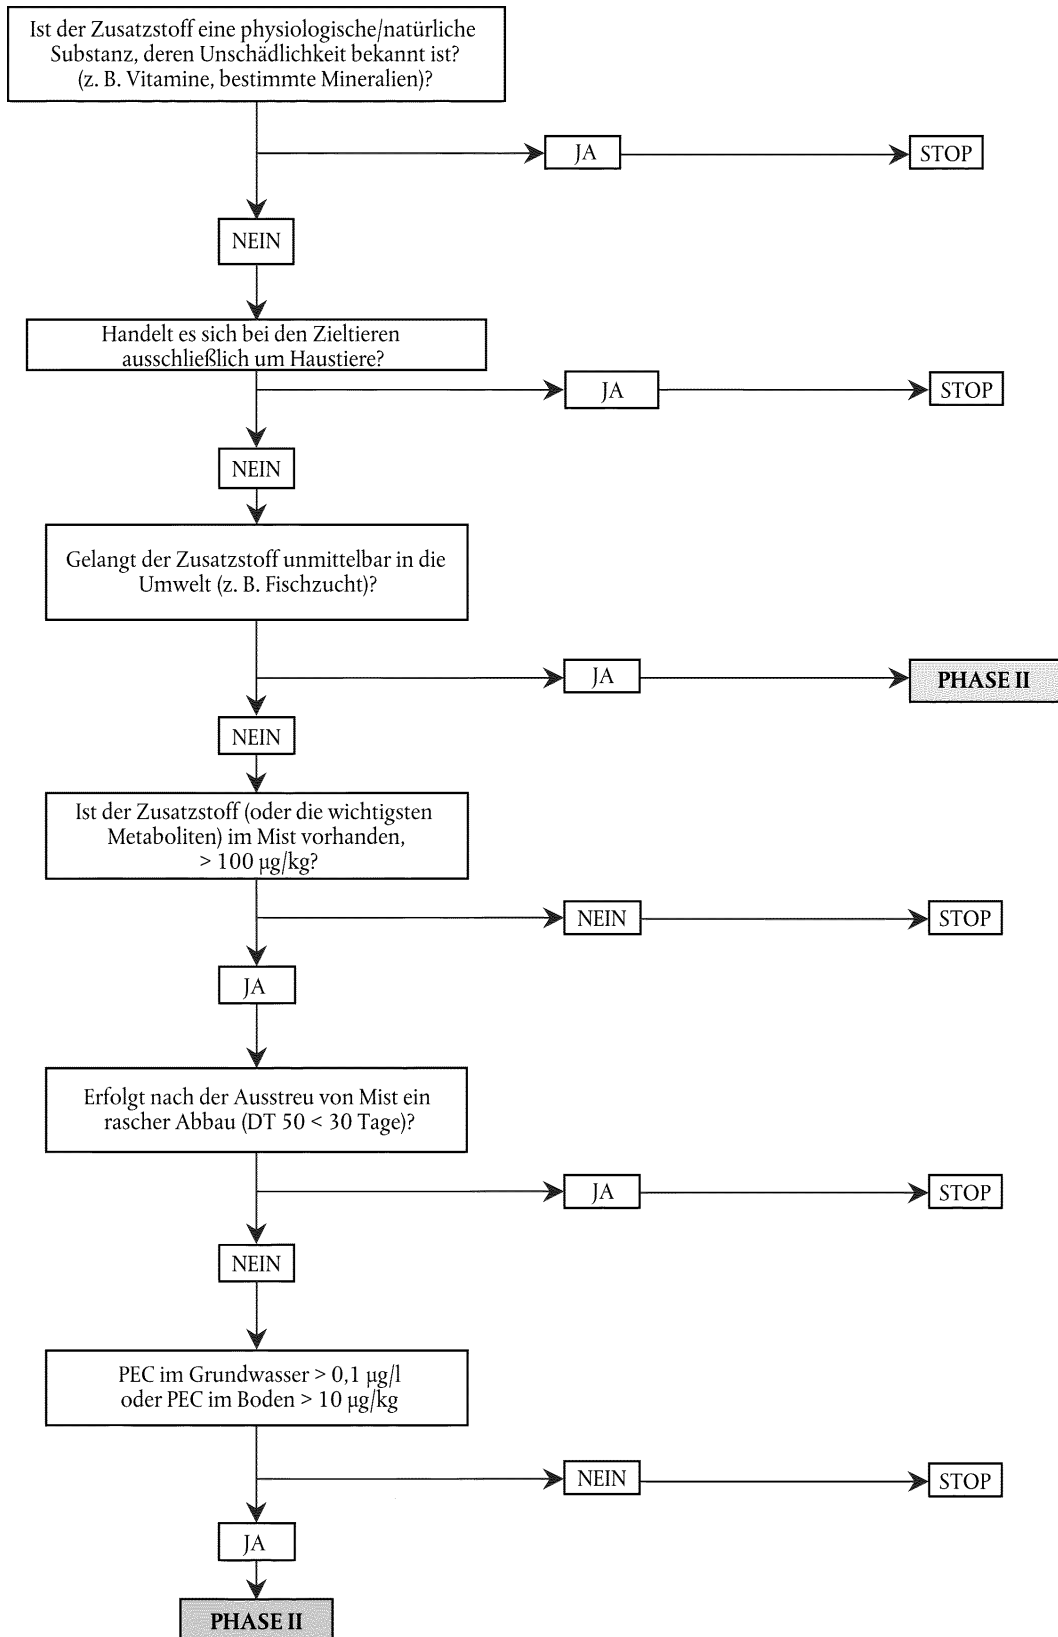 Ist der Zusatzstoff eine physiologische/natürliche
Substanz, deren Unschädlichkeit bekannt ist?
(z. B. Vitamine, bestimmte Mineralien)?
JA
STOP
NEIN
Handelt es sich bei den Zieltieren
ausschließlich um Haustiere?
JA
STOP
NEIN
Gelangt der Zusatzstoff unmittelbar in die
Umwelt (z. B. Fischzucht)?
JA
PHASE II
NEIN
Ist der Zusatzstoff (oder die wichtigsten
Metaboliten) im Mist vorhanden,
> 100 µg/kg?
NEIN
STOP
JA
Erfolgt nach der Ausstreu von Mist ein
rascher Abbau (DT 50 < 30 Tage)?
JA
STOP
NEIN
PEC im Grundwasser > 0,1 µg/l
oder PEC im Boden > 10 µg/kg
NEIN
STOP
JA
PHASE II